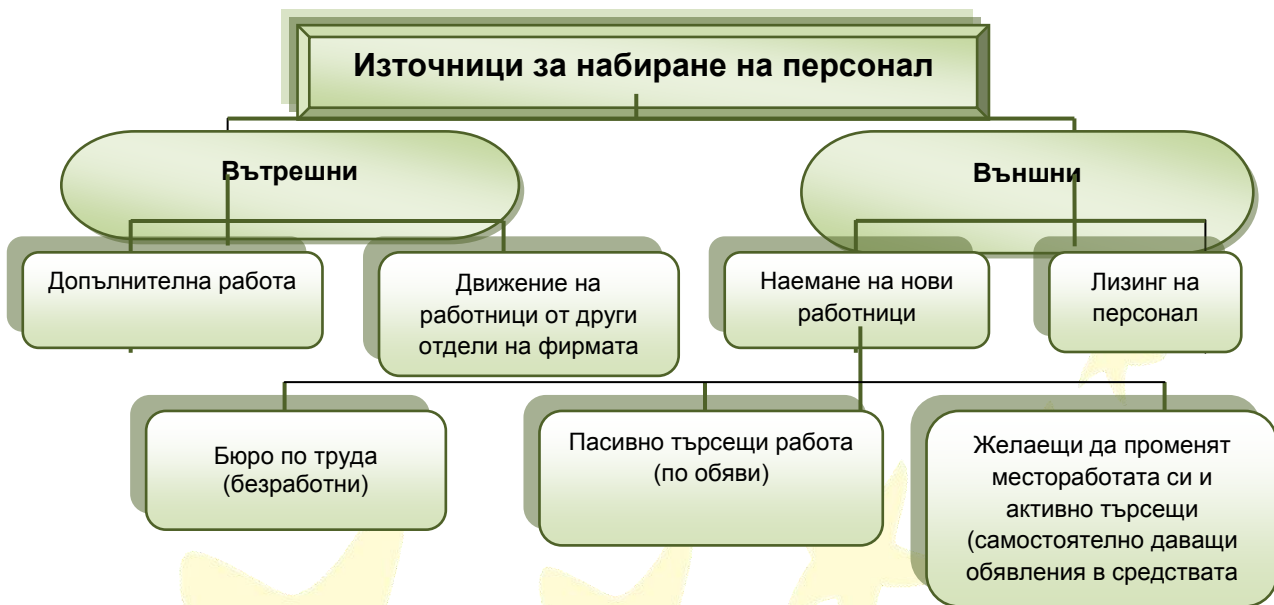 Източници за набиране на персонал
Вътрешни
Външни
Допълнителна работа
Движение на
работници от други
отдели на фирмата
Наемане на нови
работници
Лизинг на
персонал
Бюро по труда
(безработни)
Пасивно търсещи работа
(по обяви)
Желаещи да променят
месторабoтата си и
активно търсещи
(самостоятелно даващи
обявления в средствата